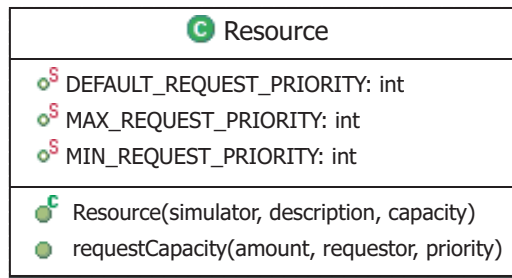 C Resource
S DEFAULT_REQUEST_PRIORITY: int
S MAX_REQUEST_PRIORITY: int
S MIN_REQUEST_PRIORITY: int
C Resource(simulator, description, capacity)
requestCapacity(amount, requestor, priority)